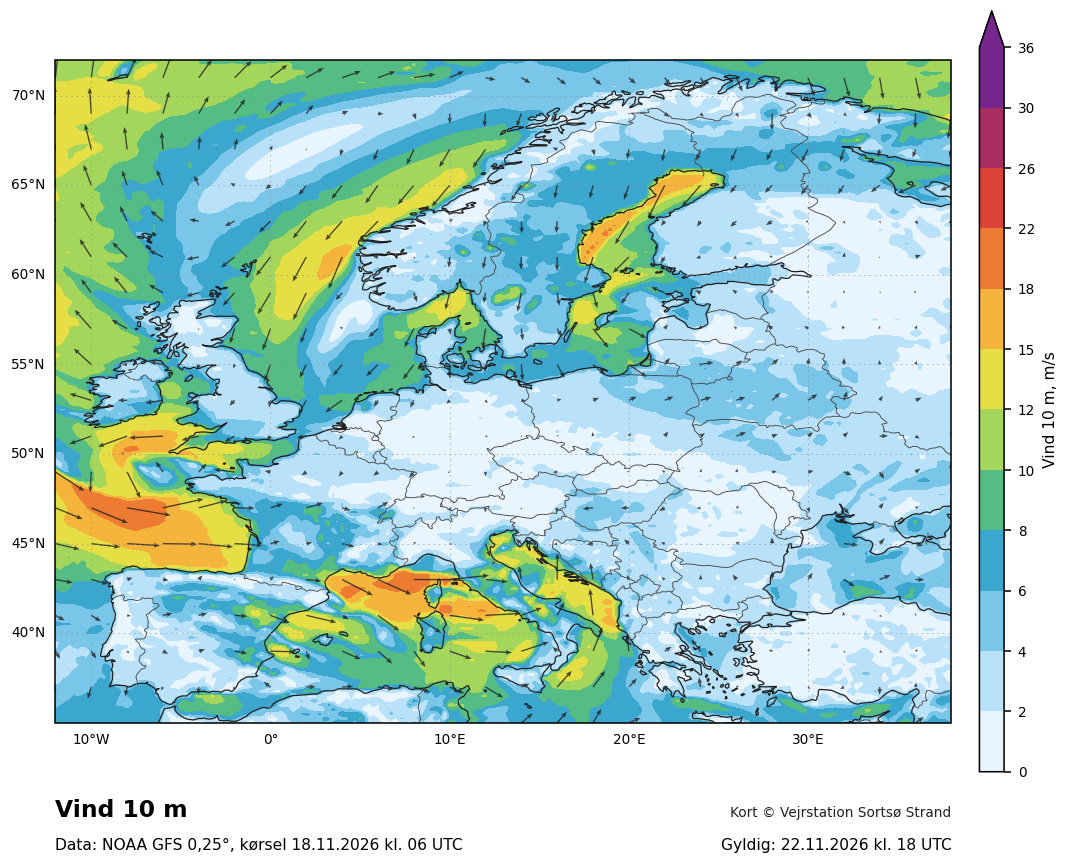 36
30
26
22
18
15
12
10
8
6
4
2
0
Vind 10 m, m/s
70°N
65°N
60°N
55°N
50°N
45°N
40°N
10°W 0° 10°E 20°E 30°E
Vind 10 m
Kort © Vejrstation Sortsø Strand
Data: NOAA GFS 0,25°, kørsel 18.11.2026 kl. 06 UTC
Gyldig: 22.11.2026 kl. 18 UTC